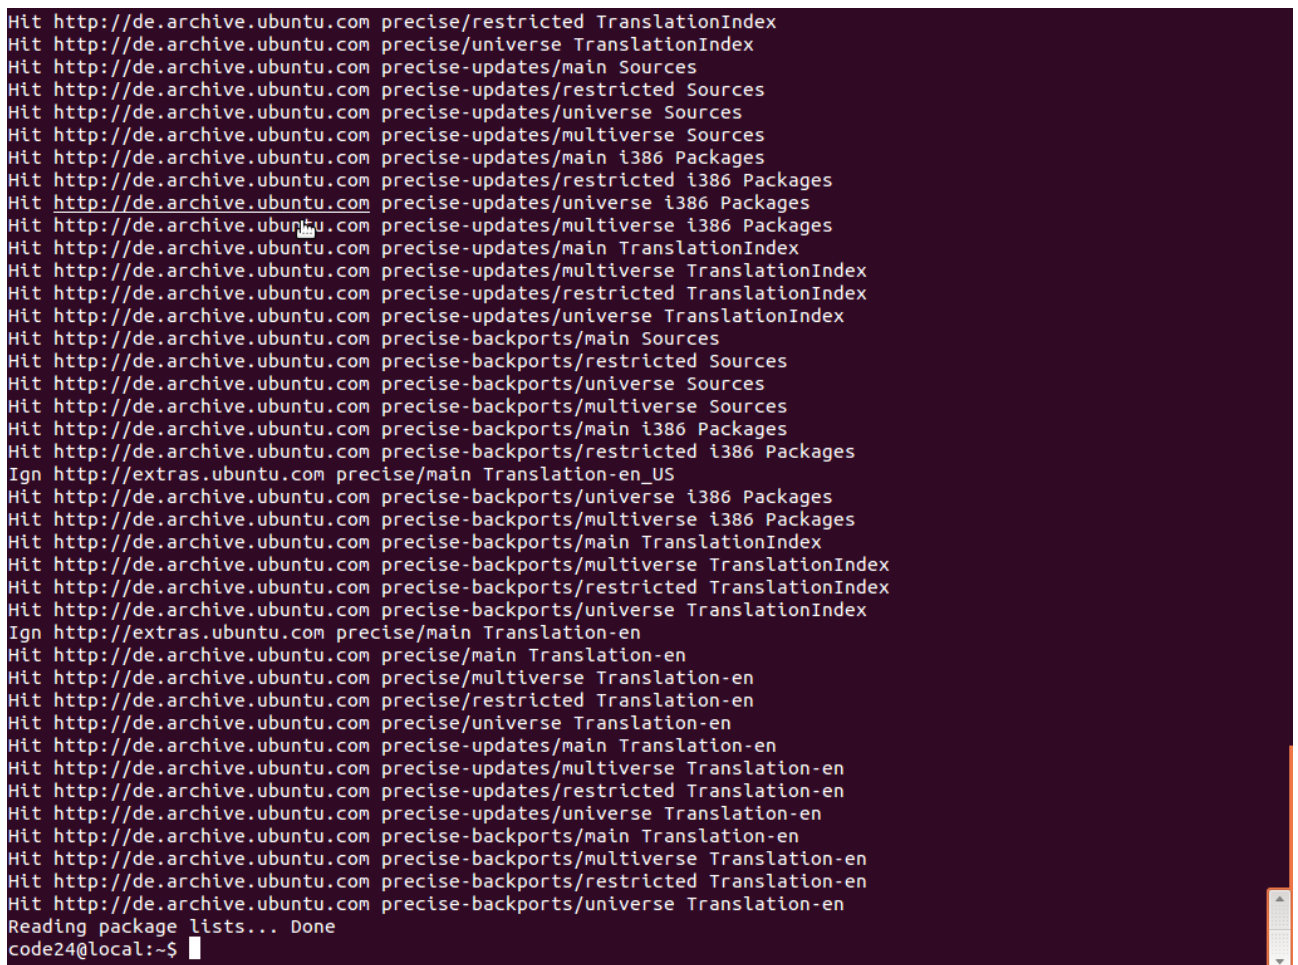 Hit http://de.archive.ubuntu.com precise/restricted TranslationIndex
Hit http://de.archive.ubuntu.com precise/universe TranslationIndex
Hit http://de.archive.ubuntu.com precise-updates/main Sources
Hit http://de.archive.ubuntu.com precise-updates/restricted Sources
Hit http://de.archive.ubuntu.com precise-updates/universe Sources
Hit http://de.archive.ubuntu.com precise-updates/multiverse Sources
Hit http://de.archive.ubuntu.com precise-updates/main i386 Packages
Hit http://de.archive.ubuntu.com precise-updates/restricted i386 Packages
Hit http://de.archive.ubuntu.com precise-updates/universe i386 Packages
Hit http://de.archive.ubuntu.com precise-updates/multiverse i386 Packages
Hit http://de.archive.ubuntu.com precise-updates/main TranslationIndex
Hit http://de.archive.ubuntu.com precise-updates/multiverse TranslationIndex
Hit http://de.archive.ubuntu.com precise-updates/restricted TranslationIndex
Hit http://de.archive.ubuntu.com precise-updates/universe TranslationIndex
Hit http://de.archive.ubuntu.com precise-backports/main Sources
Hit http://de.archive.ubuntu.com precise-backports/restricted Sources
Hit http://de.archive.ubuntu.com precise-backports/universe Sources
Hit http://de.archive.ubuntu.com precise-backports/multiverse Sources
Hit http://de.archive.ubuntu.com precise-backports/main i386 Packages
Hit http://de.archive.ubuntu.com precise-backports/restricted i386 Packages
Ign http://extras.ubuntu.com precise/main Translation-en_US
Hit http://de.archive.ubuntu.com precise-backports/universe i386 Packages
Hit http://de.archive.ubuntu.com precise-backports/multiverse i386 Packages
Hit http://de.archive.ubuntu.com precise-backports/main TranslationIndex
Hit http://de.archive.ubuntu.com precise-backports/multiverse TranslationIndex
Hit http://de.archive.ubuntu.com precise-backports/restricted TranslationIndex
Hit http://de.archive.ubuntu.com precise-backports/universe TranslationIndex
Ign http://extras.ubuntu.com precise/main Translation-en
Hit http://de.archive.ubuntu.com precise/main Translation-en
Hit http://de.archive.ubuntu.com precise/multiverse Translation-en
Hit http://de.archive.ubuntu.com precise/restricted Translation-en
Hit http://de.archive.ubuntu.com precise/universe Translation-en
Hit http://de.archive.ubuntu.com precise-updates/main Translation-en
Hit http://de.archive.ubuntu.com precise-updates/multiverse Translation-en
Hit http://de.archive.ubuntu.com precise-updates/restricted Translation-en
Hit http://de.archive.ubuntu.com precise-updates/universe Translation-en
Hit http://de.archive.ubuntu.com precise-backports/main Translation-en
Hit http://de.archive.ubuntu.com precise-backports/multiverse Translation-en
Hit http://de.archive.ubuntu.com precise-backports/restricted Translation-en
Hit http://de.archive.ubuntu.com precise-backports/universe Translation-en
Reading package lists... Done
code24@local:~$